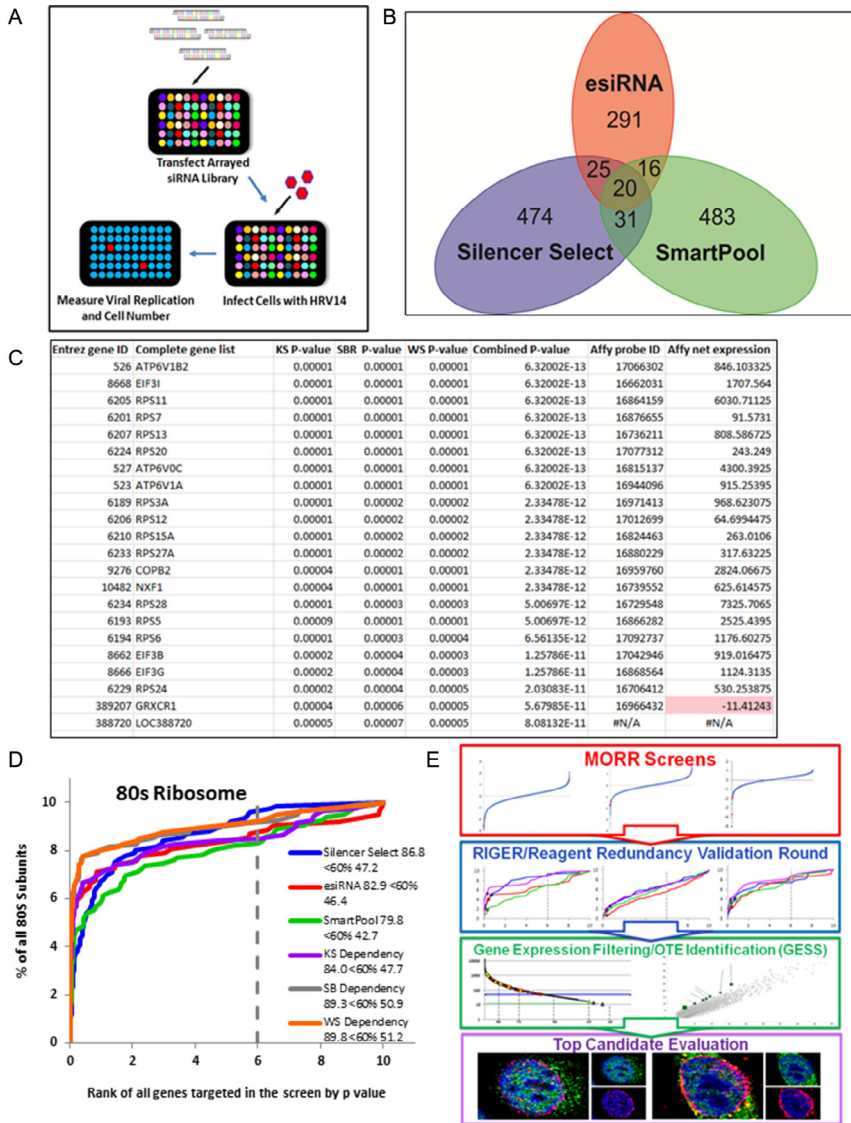 A
Transfect Arrayed
siRNA Library
Measure Viral Replication
and Cell Number
Infect Cells with HRV14
B
esiRNA
291
25
16
20
474
31
483
Silencer Select
SmartPool
C
Entrez gene ID Complete gene list KS P-value SBR P-value WS P-value Combined P-value Affy probe ID Affy net expression
526 ATP6V1B2 0.00001 0.00001 0.00001 6.32002E-13 17066302 846.103325
8668 EIF3I 0.00001 0.00001 0.00001 6.32002E-13 16662031 1707.564
6205 RPS11 0.00001 0.00001 0.00001 6.32002E-13 16864159 6030.71125
6201 RPS7 0.00001 0.00001 0.00001 6.32002E-13 16876655 91.5731
6207 RPS13 0.00001 0.00001 0.00001 6.32002E-13 16736211 808.586725
6224 RPS20 0.00001 0.00001 0.00001 6.32002E-13 17077312 243.249
527 ATP6V0C 0.00001 0.00001 0.00001 6.32002E-13 16815137 4300.3925
523 ATP6V1A 0.00001 0.00001 0.00001 6.32002E-13 16944096 915.25395
6189 RPS3A 0.00001 0.00002 0.00002 2.33478E-12 16971413 968.623075
6206 RPS12 0.00001 0.00002 0.00002 2.33478E-12 17012699 64.6994475
6210 RPS15A 0.00001 0.00002 0.00002 2.33478E-12 16824463 263.0106
6233 RPS27A 0.00001 0.00002 0.00002 2.33478E-12 16880229 317.63225
9276 COPB2 0.00004 0.00001 0.00001 2.33478E-12 16959760 2824.06675
10482 NXF1 0.00004 0.00001 0.00001 2.33478E-12 16739552 625.614575
6234 RPS28 0.00001 0.00003 0.00003 5.00697E-12 16729548 7325.7065
6193 RPS5 0.00009 0.00001 0.00001 5.00697E-12 16866282 2525.4395
6194 RPS6 0.00001 0.00003 0.00004 6.56135E-12 17092737 1176.60275
8662 EIF3B 0.00002 0.00004 0.00003 1.25786E-11 17042946 919.016475
8666 EIF3G 0.00002 0.00004 0.00003 1.25786E-11 16868564 1124.3135
6229 RPS24 0.00002 0.00004 0.00005 2.03083E-11 16706412 530.253875
389207 GRXCR1 0.00004 0.00006 0.00005 5.67985E-11 16966432 -11.41243
388720 LOC388720 0.00005 0.00007 0.00005 8.08132E-11 #N/A #N/A
D
80s Ribosome
% of all 80S Subunits
10
8
6
4
2
0
0 2 4 6 8 10
Rank of all genes targeted in the screen by p value
Silencer Select 86.8
<60% 47.2
esiRNA 82.9 <60%
46.4
SmartPool 79.8
<60% 42.7
KS Dependency
84.0 <60% 47.7
SB Dependency
89.3 <60% 50.9
WS Dependency
89.8 <60% 51.2
E
MORR Screens
RIGER/Reagent Redundancy Validation Round
Gene Expression Filtering/OTE Identification (GESS)
Top Candidate Evaluation